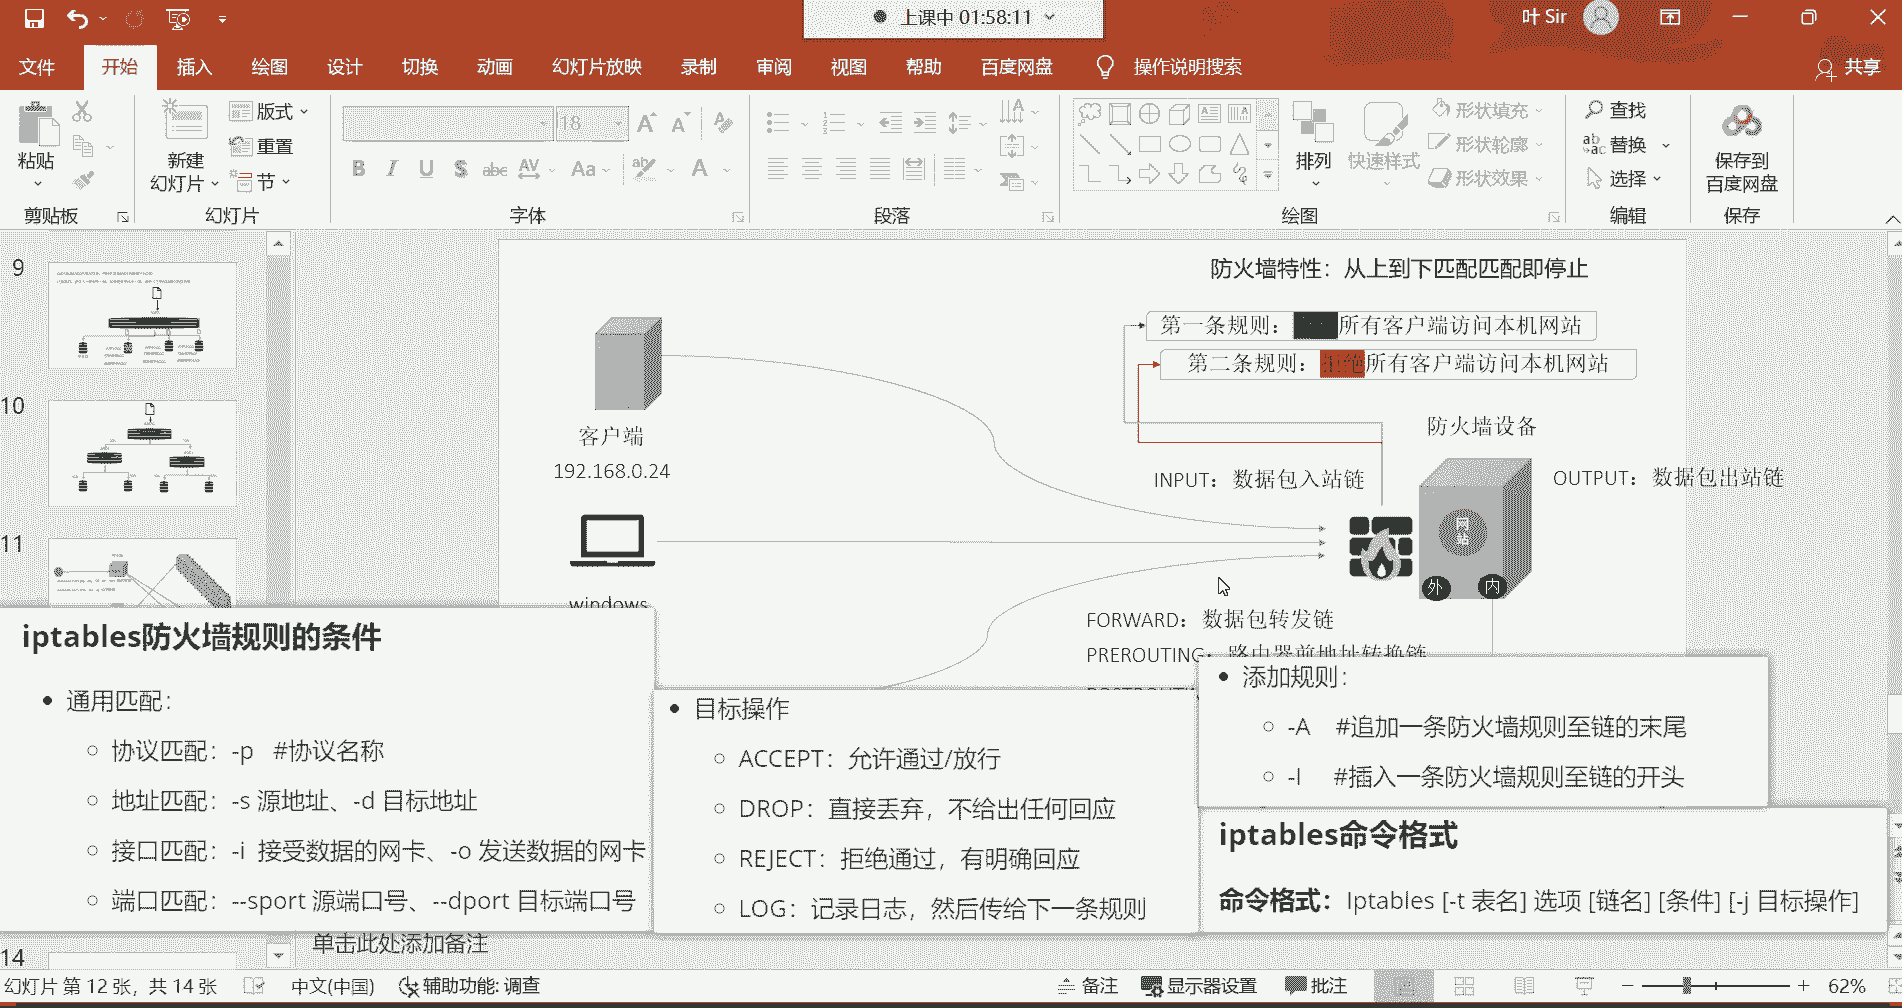 上课中 01:58:11
叶 Sir
文件 开始 插入 绘图 设计 切换 动画 幻灯片放映 录制 审阅 视图 帮助 百度网盘 操作说明搜索 共享
粘贴
剪贴板
新建
幻灯片
版式
重置
节
幻灯片
18
字体
段落
排列
快速样式
形状填充
形状轮廓
形状效果
绘图
查找
替换
选择
编辑
保存到
百度网盘
保存
9
10
11
14
防火墙特性：从上到下匹配匹配即停止
第一条规则： 所有客户端访问本机网站
第二条规则：拒绝所有客户端访问本机网站
客户端
192.168.0.24
windows
防火墙设备
INPUT：数据包入站链
OUTPUT：数据包出站链
网站
外
内
FORWARD：数据包转发链
PREROUTING：路由器前地址转换链
iptables防火墙规则的条件
通用匹配：
协议匹配：-p #协议名称
地址匹配：-s 源地址、-d 目标地址
接口匹配：-i 接受数据的网卡、-o 发送数据的网卡
端口匹配：--sport 源端口号、--dport 目标端口号
目标操作
ACCEPT：允许通过/放行
DROP：直接丢弃，不给出任何回应
REJECT：拒绝通过，有明确回应
LOG：记录日志，然后传给下一条规则
添加规则：
-A #追加一条防火墙规则至链的末尾
-I #插入一条防火墙规则至链的开头
iptables命令格式
命令格式：Iptables [-t 表名] 选项 [链名] [条件] [-j 目标操作]
单击此处添加备注
幻灯片 第 12 张，共 14 张 中文(中国) 辅助功能: 调查 备注 显示器设置 批注 62%